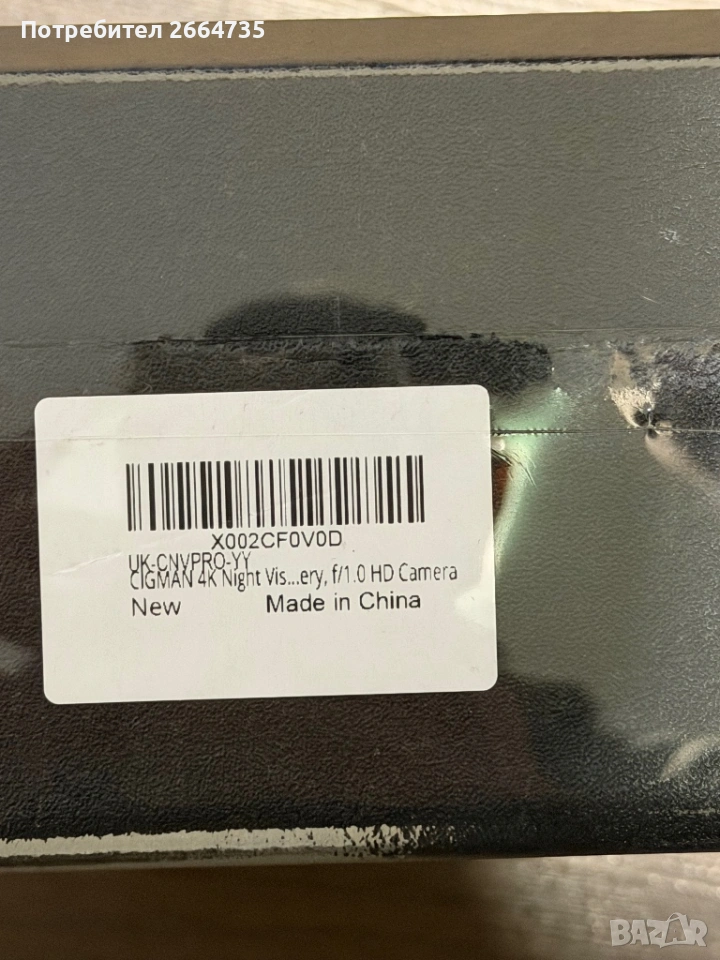 Потребител 2664735
X002CF0V0D
UK-CNVPRO-YY
CIGMAN 4K Night Vis...ery, f/1.0 HD Camera
New Made in China
BAZAR